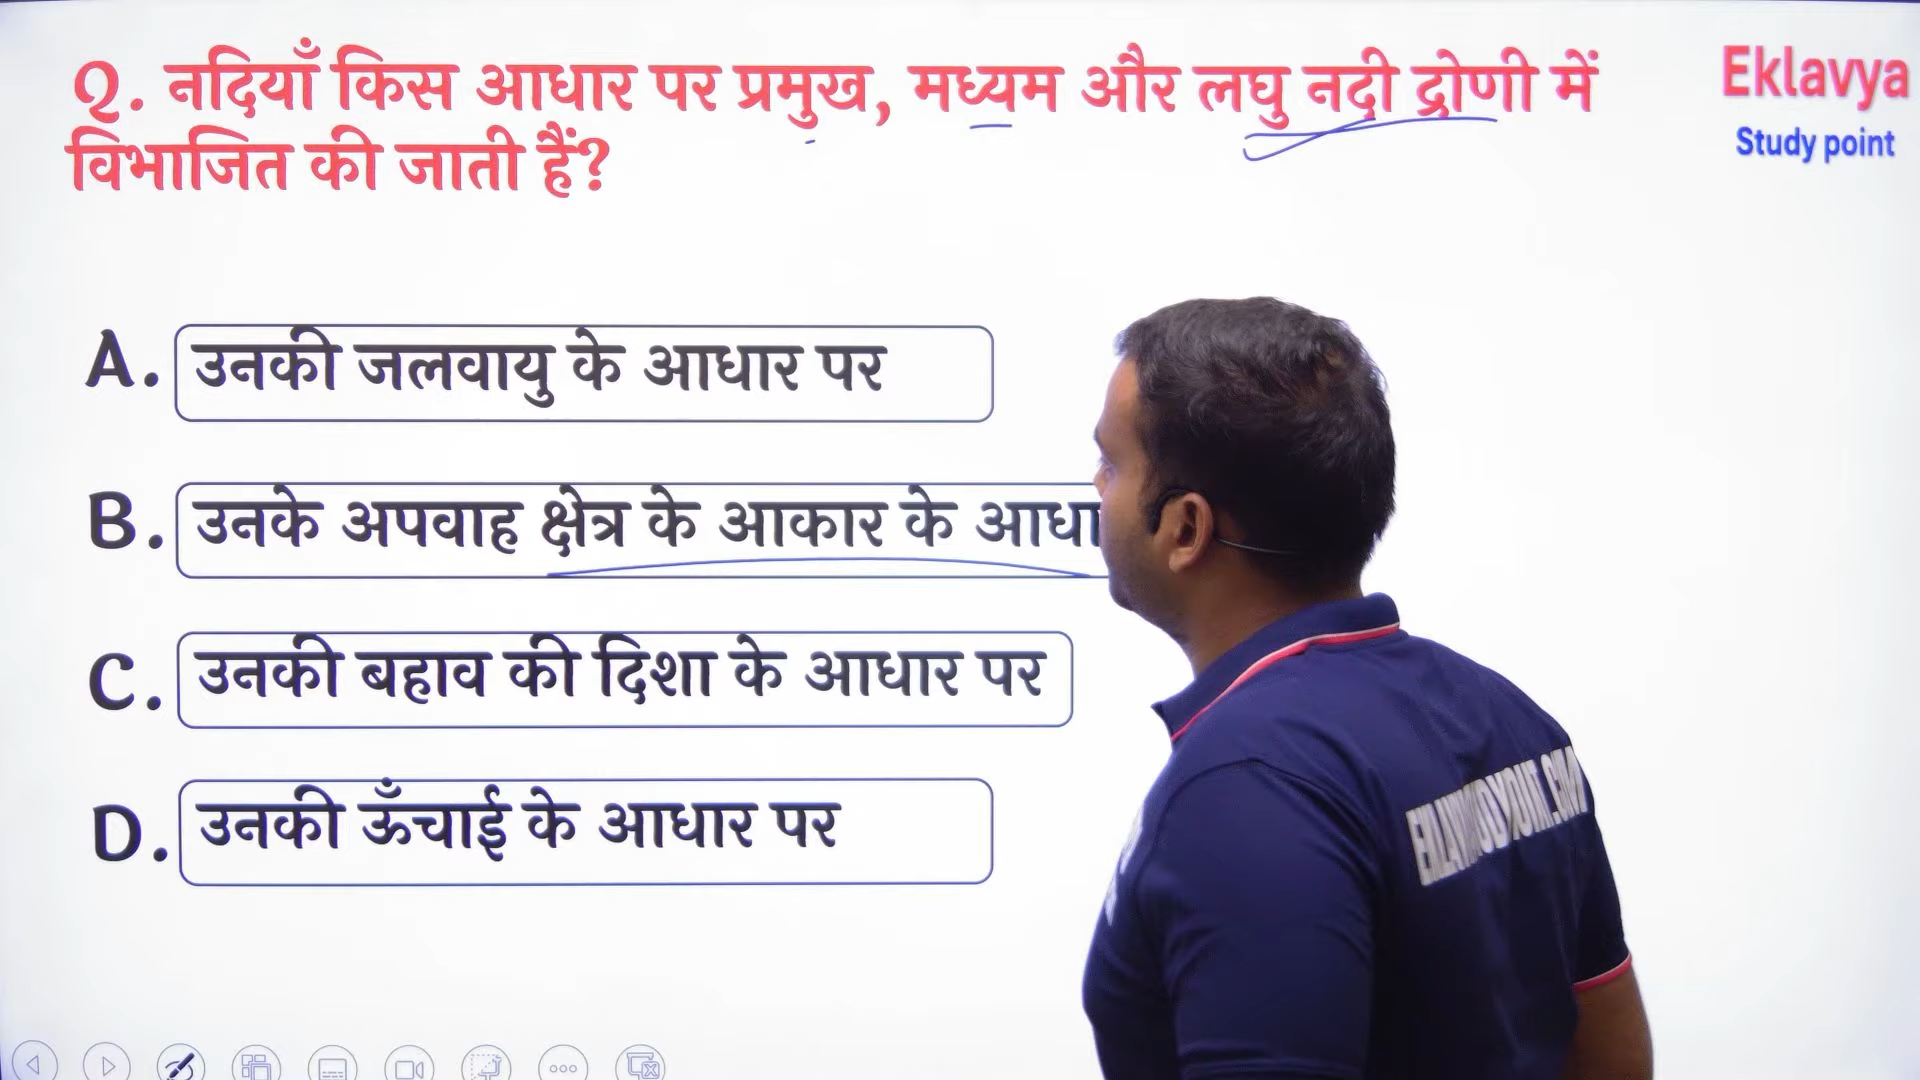 Q. नदियाँ किस आधार पर प्रमुख, मध्यम और लघु नदी द्रोणी में
विभाजित की जाती हैं?
Eklavya
Study point
A. उनकी जलवायु के आधार पर
B. उनके अपवाह क्षेत्र के आकार के
C. उनकी बहाव की दिशा के आधार पर
D. उनकी ऊँचाई के आधार पर